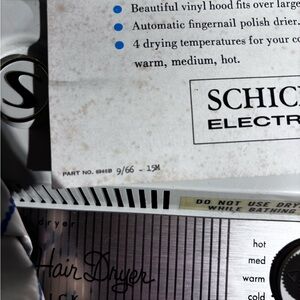 Beautiful vinyl hood fits over large
Automatic fingernail polish drier.
4 drying temperatures for your co
warm, medium, hot.
SCHIC
ELECTR
PART NO. 9/66 - 15M
DO NOT USE DRY
WHILE BATHING
dryer
Hair Dryer
hot
med
warm
cold